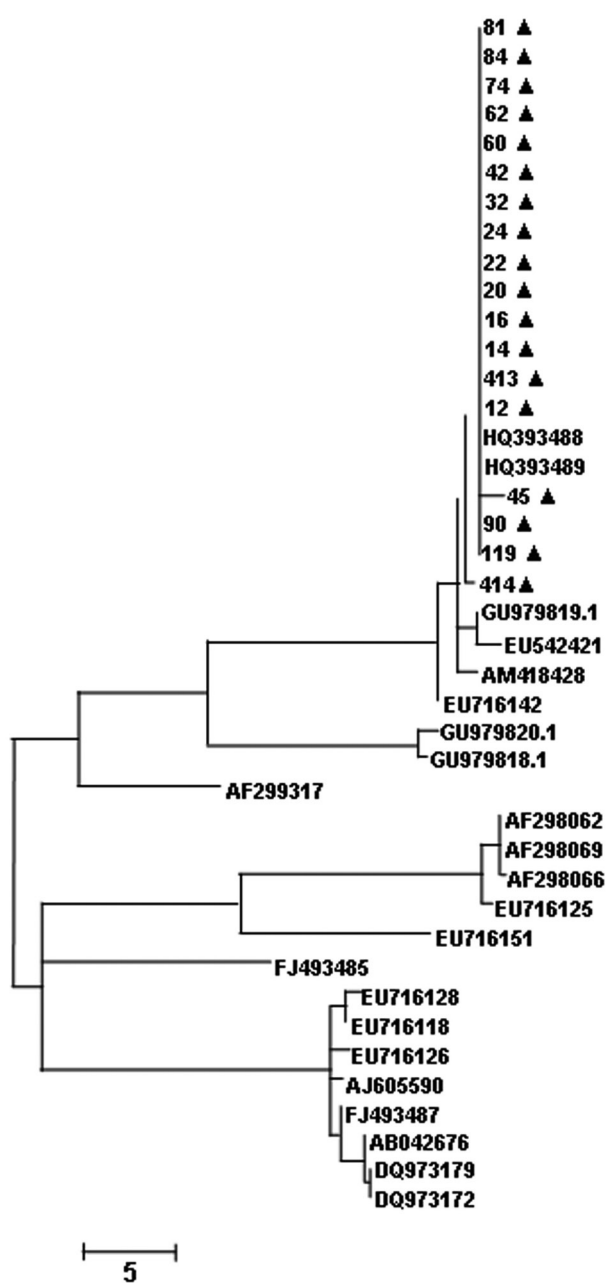 81 ▲
84 ▲
74 ▲
62 ▲
60 ▲
42 ▲
32 ▲
24 ▲
22 ▲
20 ▲
16 ▲
14 ▲
413 ▲
12 ▲
HQ393488
HQ393489
45 ▲
90 ▲
119 ▲
414 ▲
GU979819.1
EU542421
AM418428
EU716142
GU979820.1
GU979818.1
AF299317
AF298062
AF298069
AF298066
EU716125
EU716151
FJ493485
EU716128
EU716118
EU716126
AJ605590
FJ493487
AB042676
DQ973179
DQ973172
5